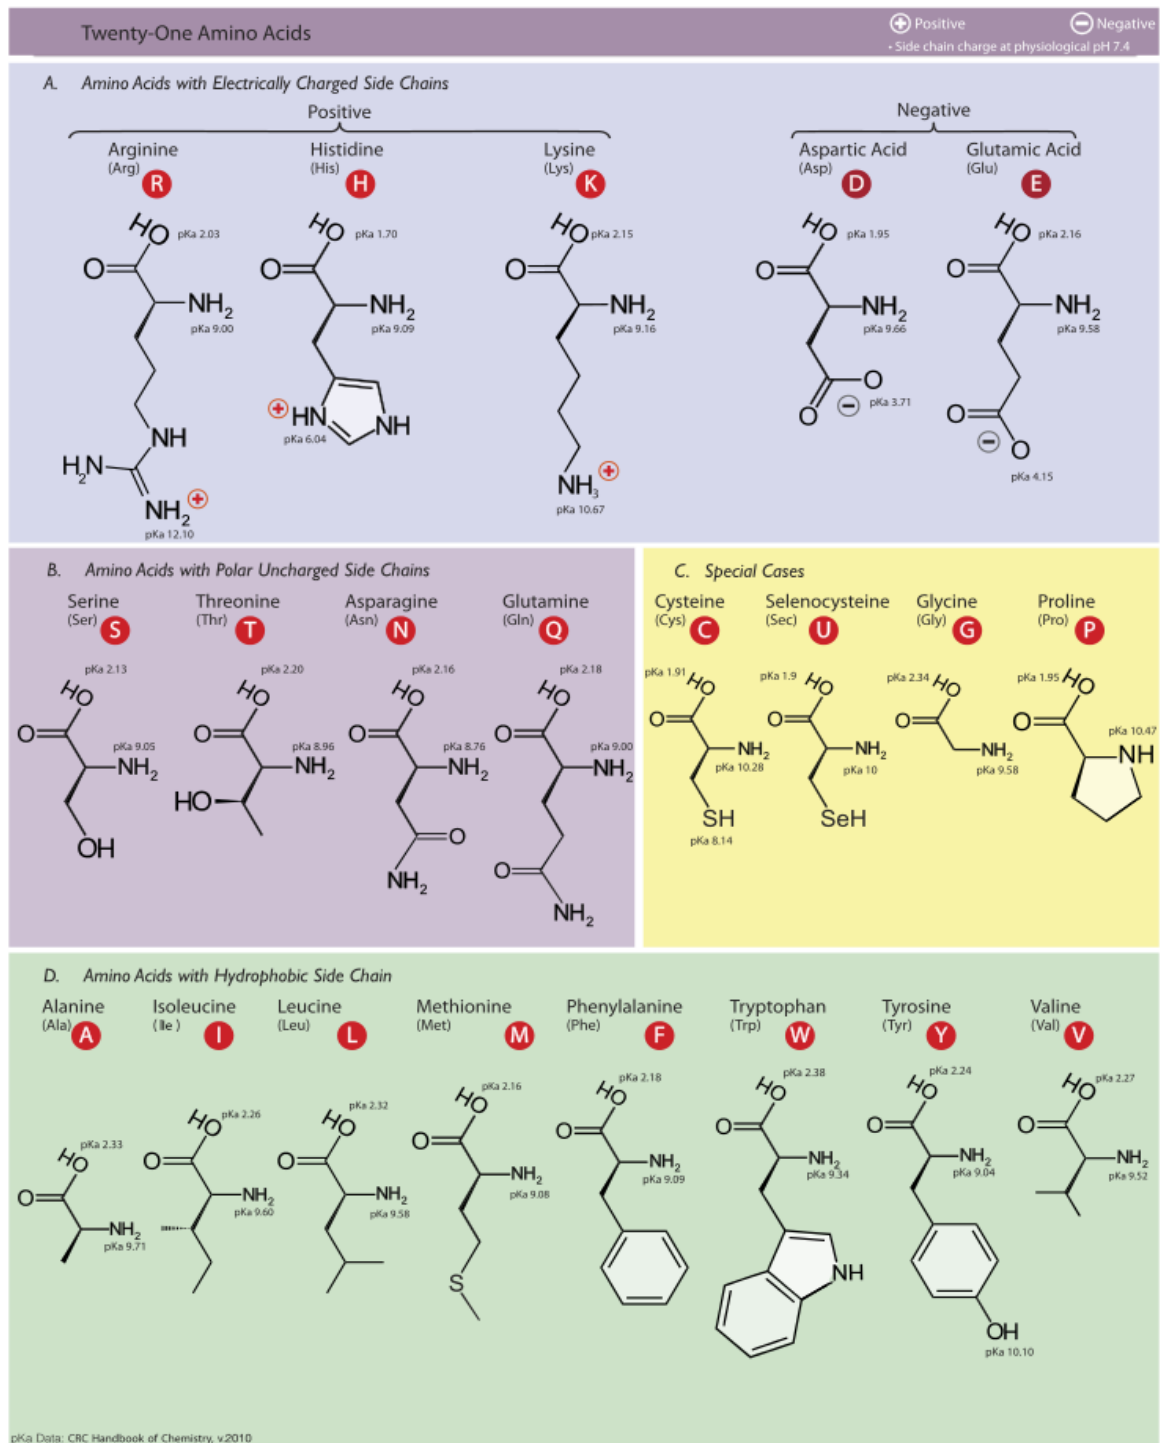 Twenty-One Amino Acids
+ Positive
− Negative
• Side chain charge at physiological pH 7.4
A. Amino Acids with Electrically Charged Side Chains
Positive
Negative
Arginine
(Arg)
R
Histidine
(His)
H
Lysine
(Lys)
K
Aspartic Acid
(Asp)
D
Glutamic Acid
(Glu)
E
HO
pKa 2.03
O
NH2
pKa 9.00
NH
H2N
NH2
+
pKa 12.10
HO
pKa 1.70
O
NH2
pKa 9.09
+
HN
NH
pKa 6.04
HO
pKa 2.15
O
NH2
pKa 9.16
NH3
+
pKa 10.67
HO
pKa 1.95
O
NH2
pKa 9.66
O
O
−
pKa 3.71
HO
pKa 2.16
O
NH2
pKa 9.58
O
−
O
pKa 4.15
B. Amino Acids with Polar Uncharged Side Chains
Serine
(Ser)
S
Threonine
(Thr)
T
Asparagine
(Asn)
N
Glutamine
(Gln)
Q
pKa 2.13
HO
O
pKa 9.05
NH2
OH
pKa 2.20
HO
O
pKa 8.96
NH2
HO
pKa 2.16
HO
O
pKa 8.76
NH2
O
NH2
pKa 2.18
HO
O
pKa 9.00
NH2
O
NH2
C. Special Cases
Cysteine
(Cys)
C
Selenocysteine
(Sec)
U
Glycine
(Gly)
G
Proline
(Pro)
P
pKa 1.91
HO
O
NH2
pKa 10.28
SH
pKa 8.14
pKa 1.9
HO
O
NH2
pKa 10
SeH
pKa 2.34
HO
O
NH2
pKa 9.58
pKa 1.95
HO
O
pKa 10.47
NH
D. Amino Acids with Hydrophobic Side Chain
Alanine
(Ala)
A
Isoleucine
(Ile)
I
Leucine
(Leu)
L
Methionine
(Met)
M
Phenylalanine
(Phe)
F
Tryptophan
(Trp)
W
Tyrosine
(Tyr)
Y
Valine
(Val)
V
pKa 2.33
HO
O
NH2
pKa 9.71
pKa 2.26
HO
O
NH2
pKa 9.60
pKa 2.32
HO
O
NH2
pKa 9.58
pKa 2.16
HO
O
NH2
pKa 9.08
S
pKa 2.18
HO
O
NH2
pKa 9.09
pKa 2.38
HO
O
NH2
pKa 9.34
NH
pKa 2.24
HO
O
NH2
pKa 9.04
OH
pKa 10.10
pKa 2.27
HO
O
NH2
pKa 9.52
pKa Data: CRC Handbook of Chemistry, v.2010